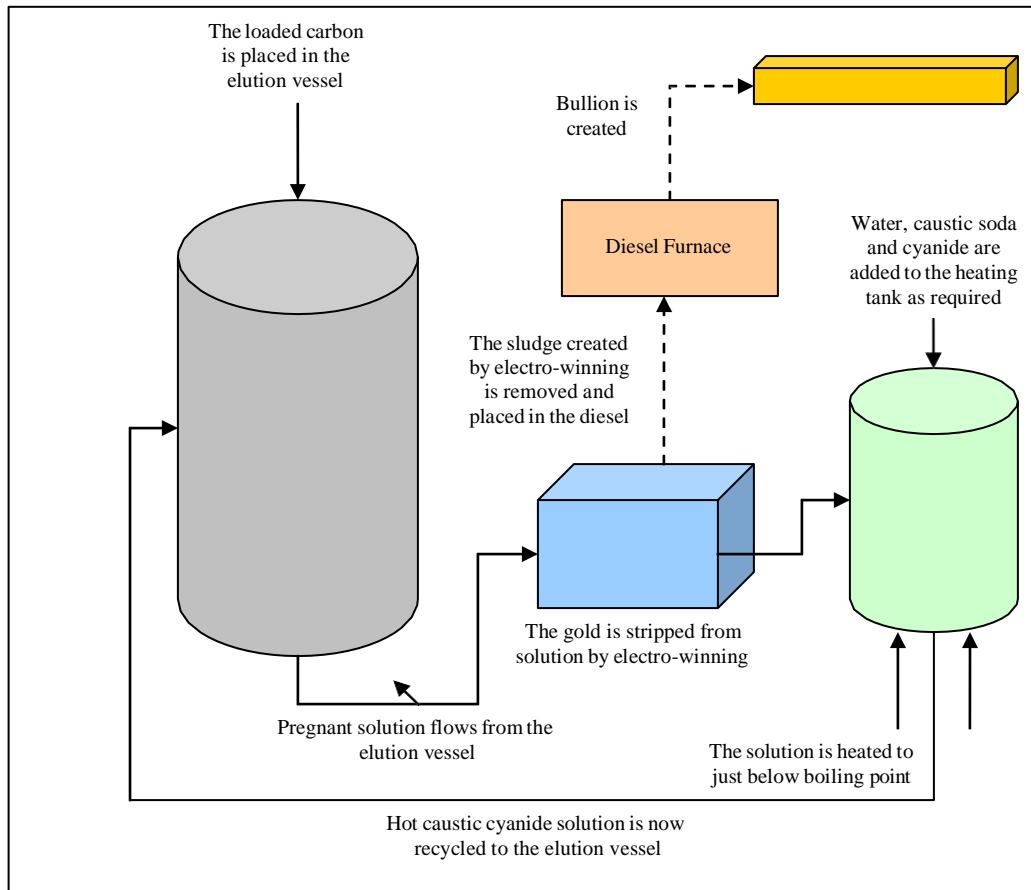 The loaded carbon
is placed in the
elution vessel
Bullion is
created
Diesel Furnace
Water, caustic soda
and cyanide are
added to the heating
tank as required
The sludge created
by electro-winning
is removed and
placed in the diesel
The gold is stripped from
solution by electro-winning
Pregnant solution flows from the
elution vessel
The solution is heated to
just below boiling point
Hot caustic cyanide solution is now
recycled to the elution vessel